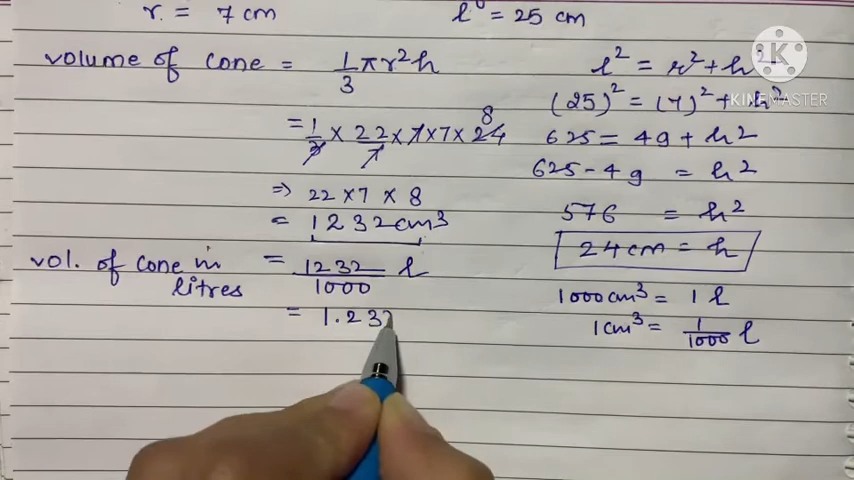 r. = 7 cm
l = 25 cm
volume of cone = 1/3 πr²h
= 1/3 × 22/7 × 7 × 7 × 24 8
⇒ 22 × 7 × 8
= 1232 cm³
vol. of cone in litres = 1232/1000 l
= 1.232
l² = r² + h²
(25)² = (7)² + h²
625 = 49 + h²
625 - 49 = h²
576 = h²
24 cm = h
1000 cm³ = 1 l
1 cm³ = 1/1000 l
K
KINEMASTER